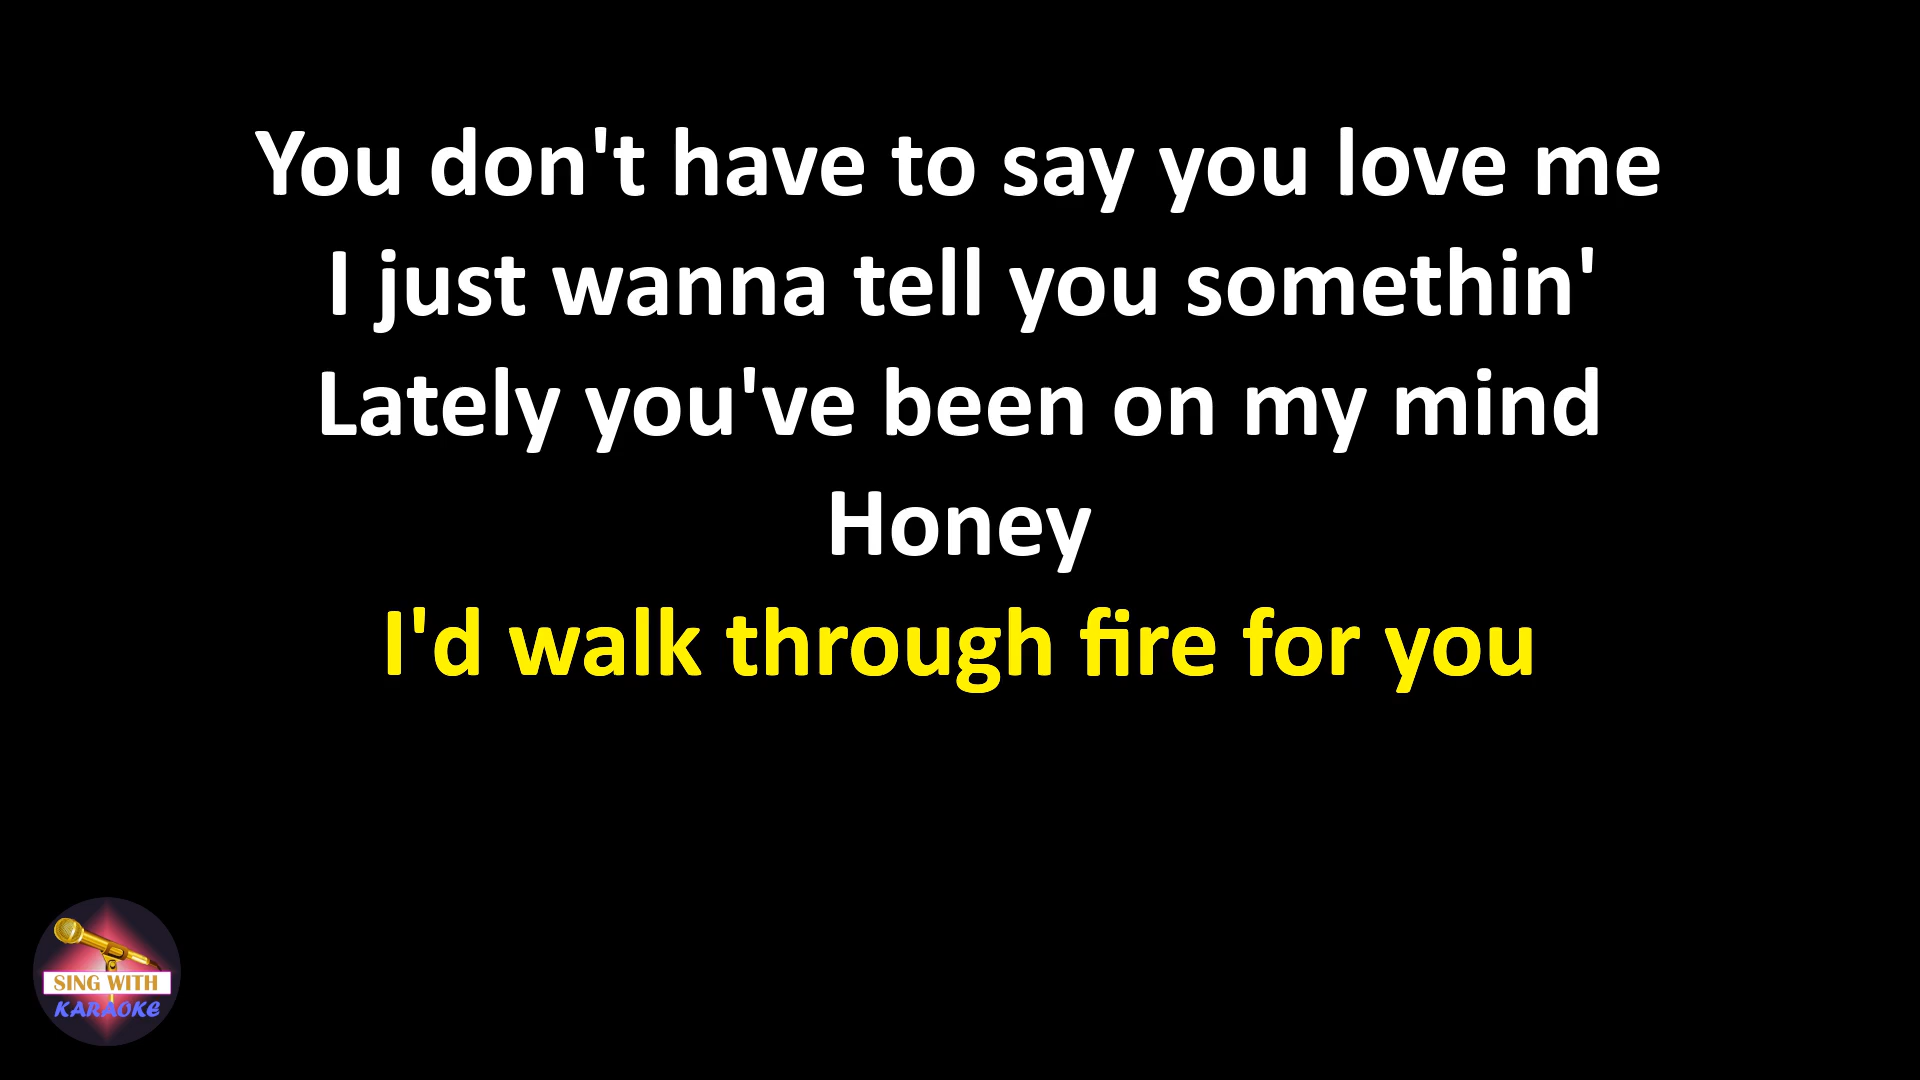 You don't have to say you love me
I just wanna tell you somethin'
Lately you've been on my mind
Honey
I'd walk through fire for you
SING WITH
KARAOKE